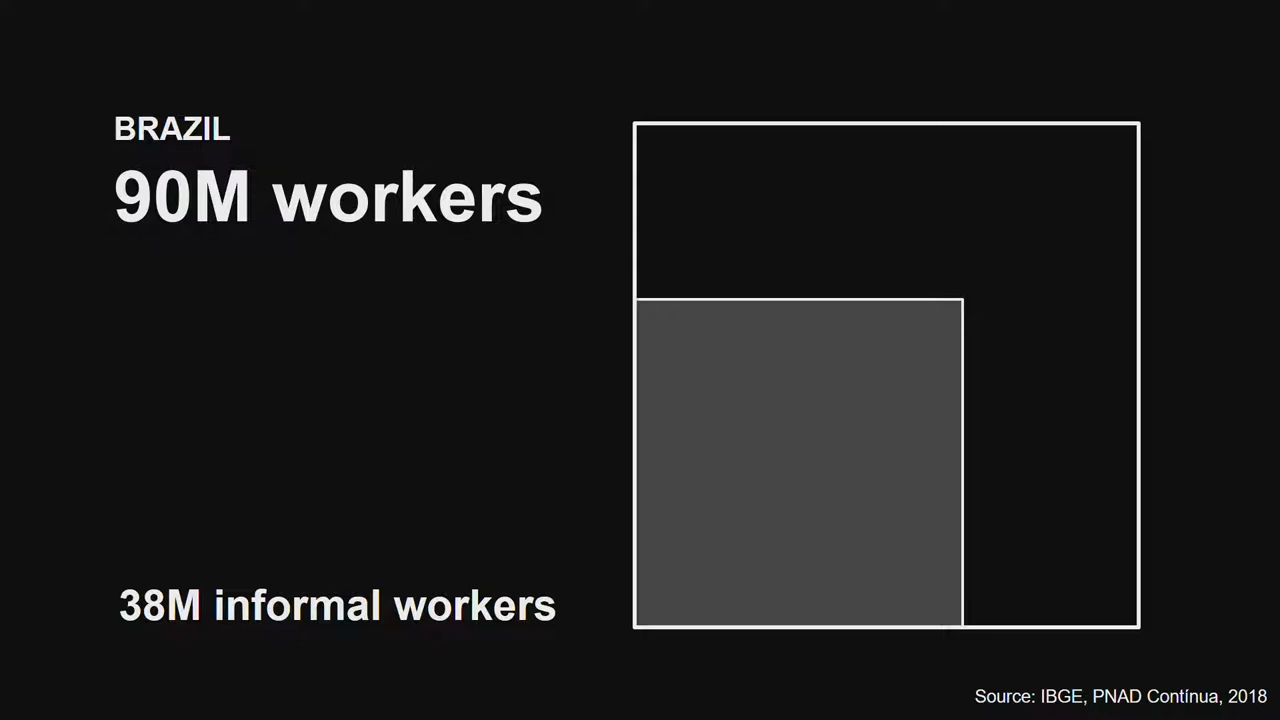 BRAZIL
90M workers
38M informal workers
Source: IBGE, PNAD Contínua, 2018